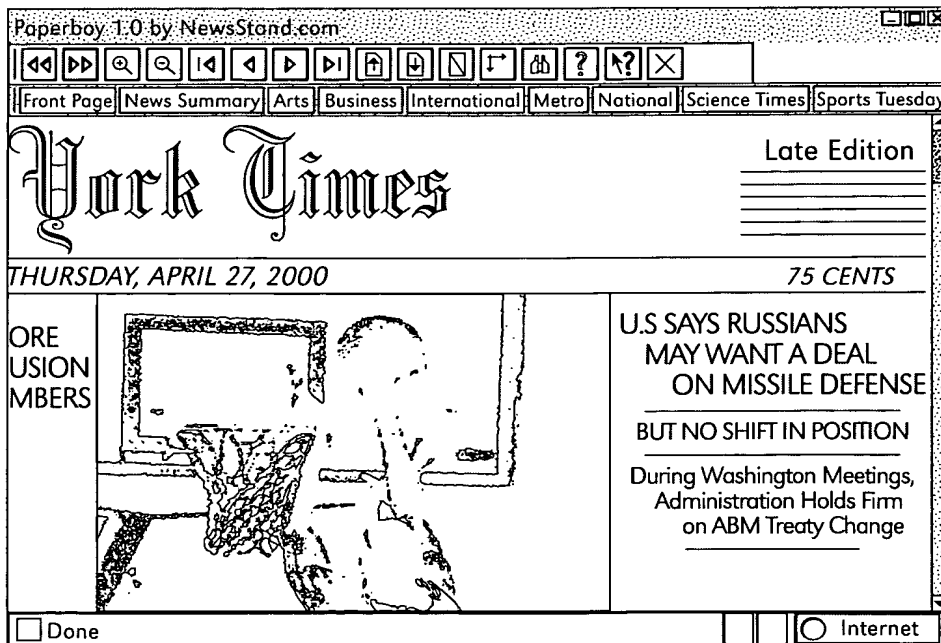 Paperboy 1.0 by NewsStand.com
? ?
Front Page News Summary Arts Business International Metro National Science Times Sports Tuesday
York Times
Late Edition
THURSDAY, APRIL 27, 2000 75 CENTS
ORE
USION
MBERS
U.S SAYS RUSSIANS
MAY WANT A DEAL
ON MISSILE DEFENSE
BUT NO SHIFT IN POSITION
During Washington Meetings,
Administration Holds Firm
on ABM Treaty Change
Done
Internet